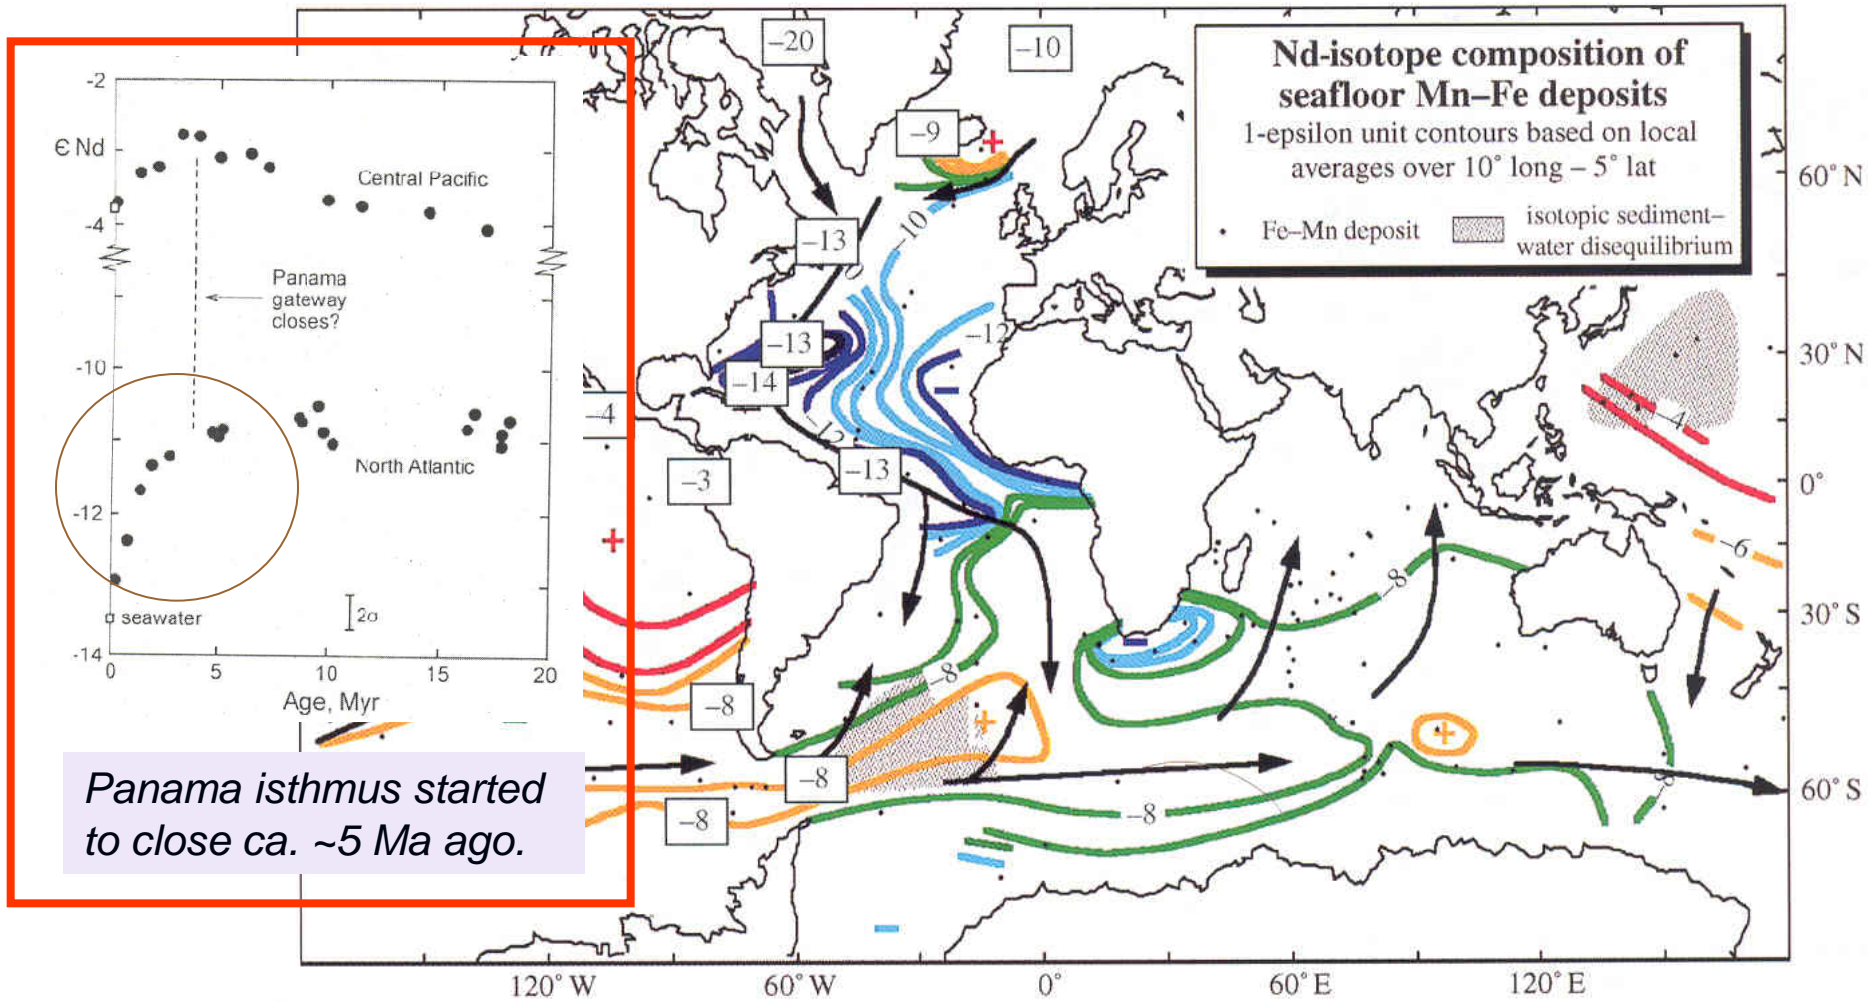 -2
Є Nd
-4
-10
-12
-14
Central Pacific
Panama
gateway
closes?
North Atlantic
2σ
seawater
0
5
10
15
20
Age, Myr
Panama isthmus started
to close ca. ~5 Ma ago.
Nd-isotope composition of
seafloor Mn–Fe deposits
1-epsilon unit contours based on local
averages over 10° long – 5° lat
Fe–Mn deposit
isotopic sediment–
water disequilibrium
–20
–10
–9
–13
–10
–13
–12
–14
–4
–13
–3
–4
–6
–8
–8
–8
–8
–8
–8
–8
60° N
30° N
0°
30° S
60° S
120° W
60° W
0°
60° E
120° E